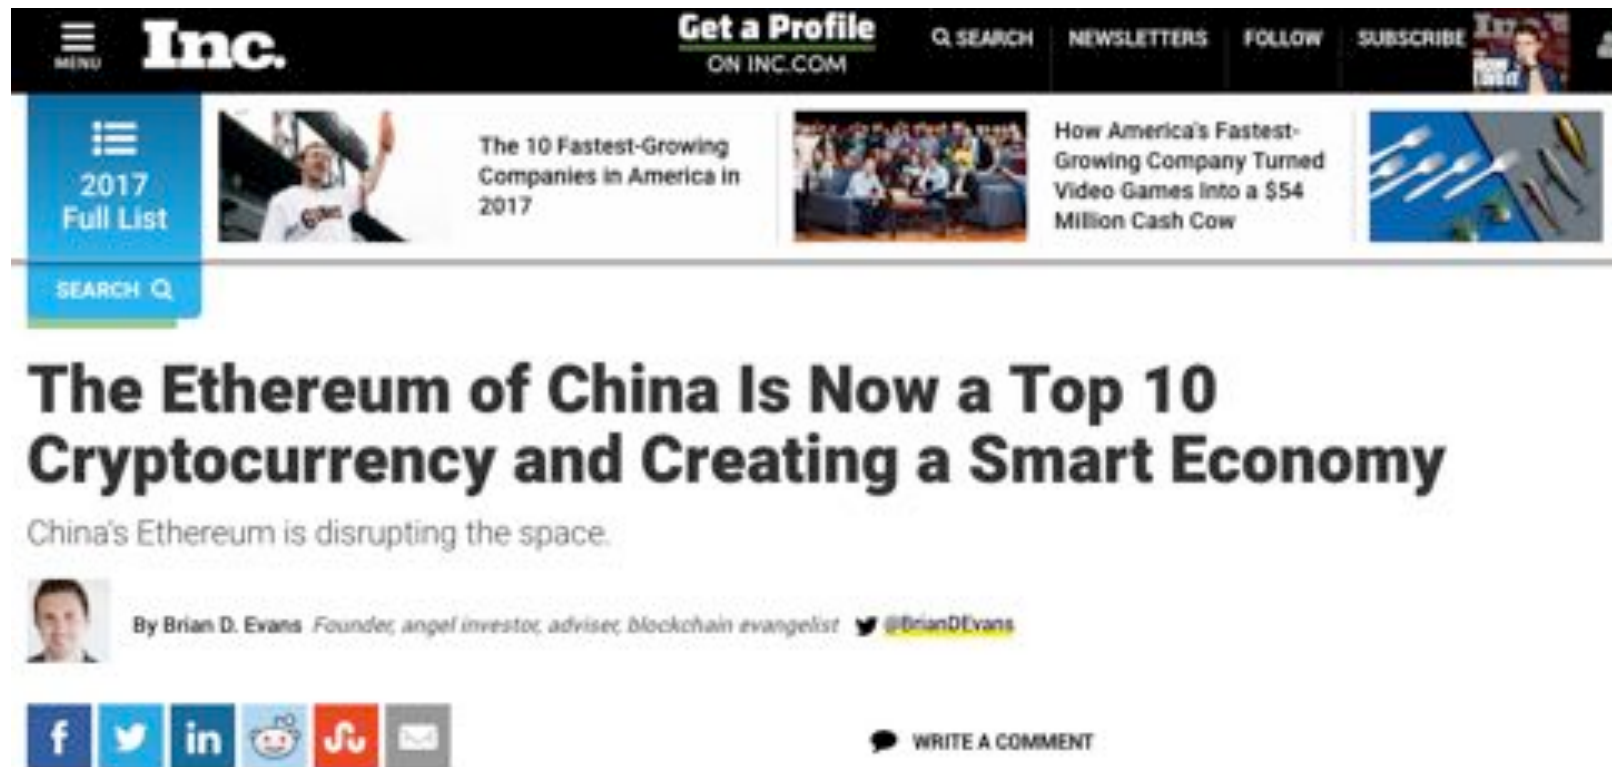 MENU
Inc.
Get a Profile
ON INC.COM
SEARCH
NEWSLETTERS
FOLLOW
SUBSCRIBE
2017
Full List
The 10 Fastest-Growing
Companies in America in
2017
How America's Fastest-
Growing Company Turned
Video Games Into a $54
Million Cash Cow
SEARCH
The Ethereum of China Is Now a Top 10
Cryptocurrency and Creating a Smart Economy
China's Ethereum is disrupting the space.
By Brian D. Evans Founder, angel investor, adviser, blockchain evangelist @BrianDEvans
f
in
WRITE A COMMENT